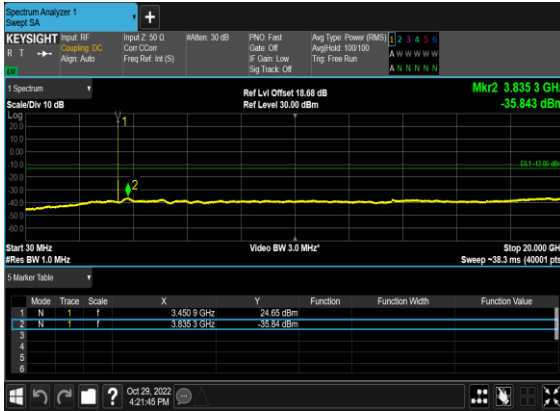 Spectrum Analyzer 1
Swept SA
KEYSIGHT
R T
LV
Input: RF
Coupling: DC
Align: Auto
Input Z: 50 Ω
Corr CCorr
Freq Ref: Int (S)
#Atten: 30 dB
PNO: Fast
Gate: Off
IF Gain: Low
Sig Track: Off
Avg Type: Power (RMS)
Avg|Hold: 100/100
Trig: Free Run
1 2 3 4 5 6
A W W W W W
A N N N N N
1 Spectrum
Scale/Div 10 dB
Ref Lvl Offset 18.68 dB
Ref Level 30.00 dBm
Mkr2 3.835 3 GHz
-35.843 dBm
Log
20.0
10.0
0.00
-10.0
-20.0
-30.0
-40.0
-50.0
-60.0
1
2
DL1 -13.00 dBm
Start 30 MHz
#Res BW 1.0 MHz
Video BW 3.0 MHz*
Stop 20.000 GHz
Sweep ~38.3 ms (40001 pts)
5 Marker Table
Mode Trace Scale X Y Function Function Width Function Value
1 N 1 f 3.450 9 GHz 24.65 dBm
2 N 1 f 3.835 3 GHz -35.84 dBm
3
4
5
6
?
Oct 29, 2022
4:21:45 PM